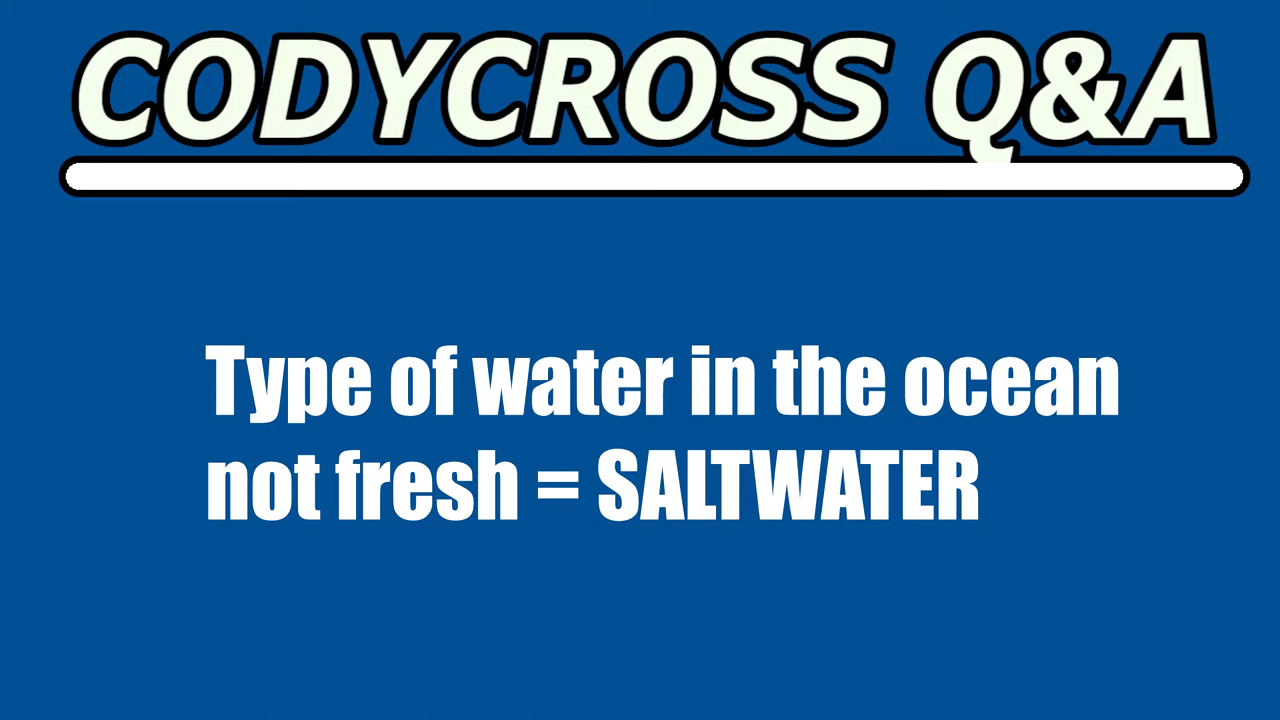 CODYCROSS Q&A
Type of water in the ocean
not fresh = SALTWATER